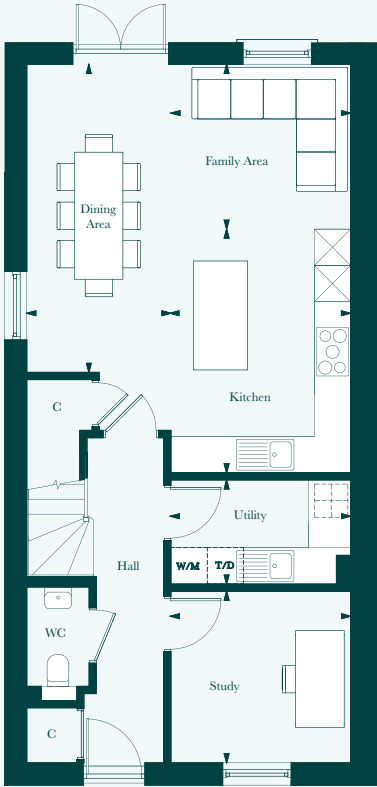 Family Area
Dining
Area
Kitchen
C
Utility
W/M
T/D
Hall
WC
Study
C